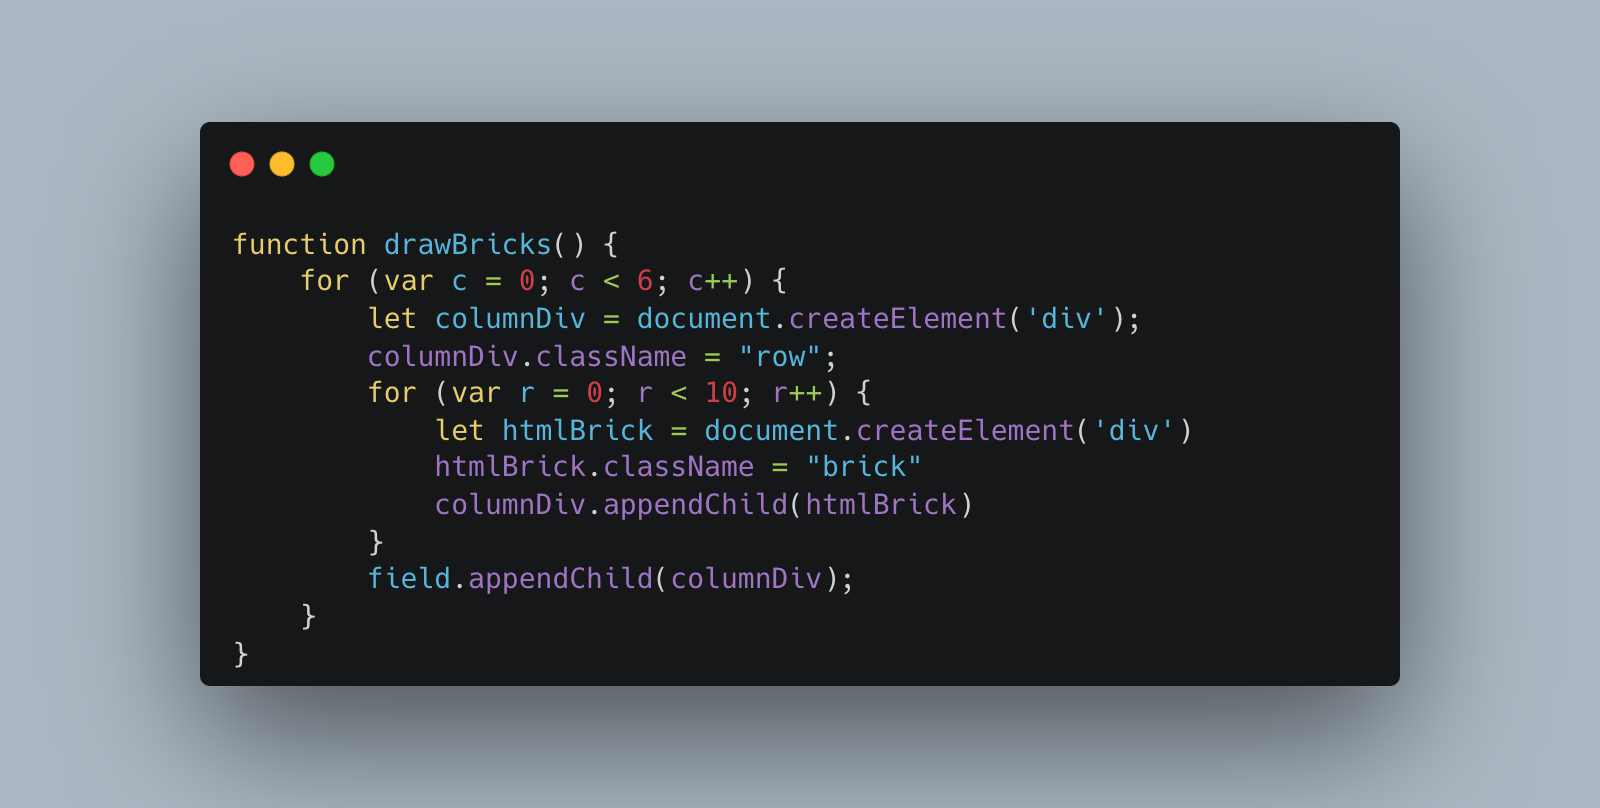 function drawBricks() {
    for (var c = 0; c < 6; c++) {
        let columnDiv = document.createElement('div');
        columnDiv.className = "row";
        for (var r = 0; r < 10; r++) {
            let htmlBrick = document.createElement('div')
            htmlBrick.className = "brick"
            columnDiv.appendChild(htmlBrick)
        }
        field.appendChild(columnDiv);
    }
}